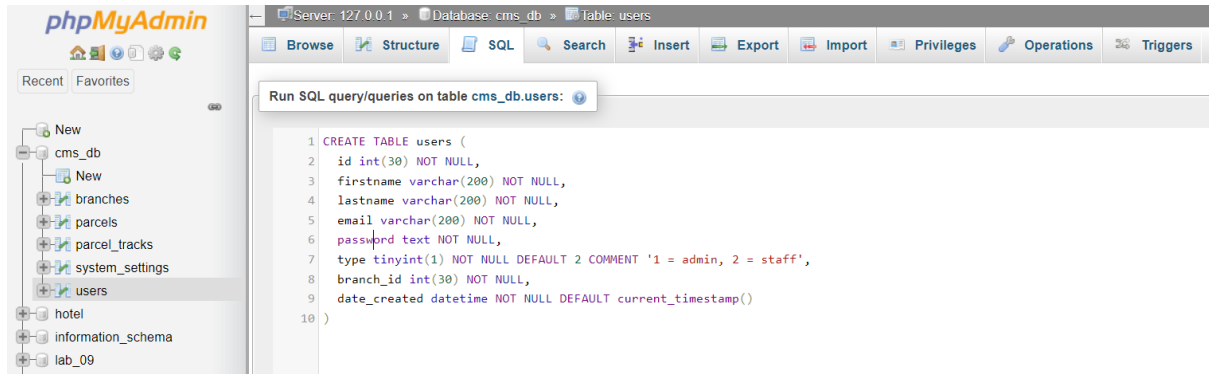 phpMyAdmin
Recent Favorites
New
cms_db
New
branches
parcels
parcel_tracks
system_settings
users
hotel
information_schema
lab_09
Server: 127.0.0.1 » Database: cms_db » Table: users
Browse Structure SQL Search Insert Export Import Privileges Operations Triggers
Run SQL query/queries on table cms_db.users:
1 CREATE TABLE users (
2 id int(30) NOT NULL,
3 firstname varchar(200) NOT NULL,
4 lastname varchar(200) NOT NULL,
5 email varchar(200) NOT NULL,
6 password text NOT NULL,
7 type tinyint(1) NOT NULL DEFAULT 2 COMMENT '1 = admin, 2 = staff',
8 branch_id int(30) NOT NULL,
9 date_created datetime NOT NULL DEFAULT current_timestamp()
10 )